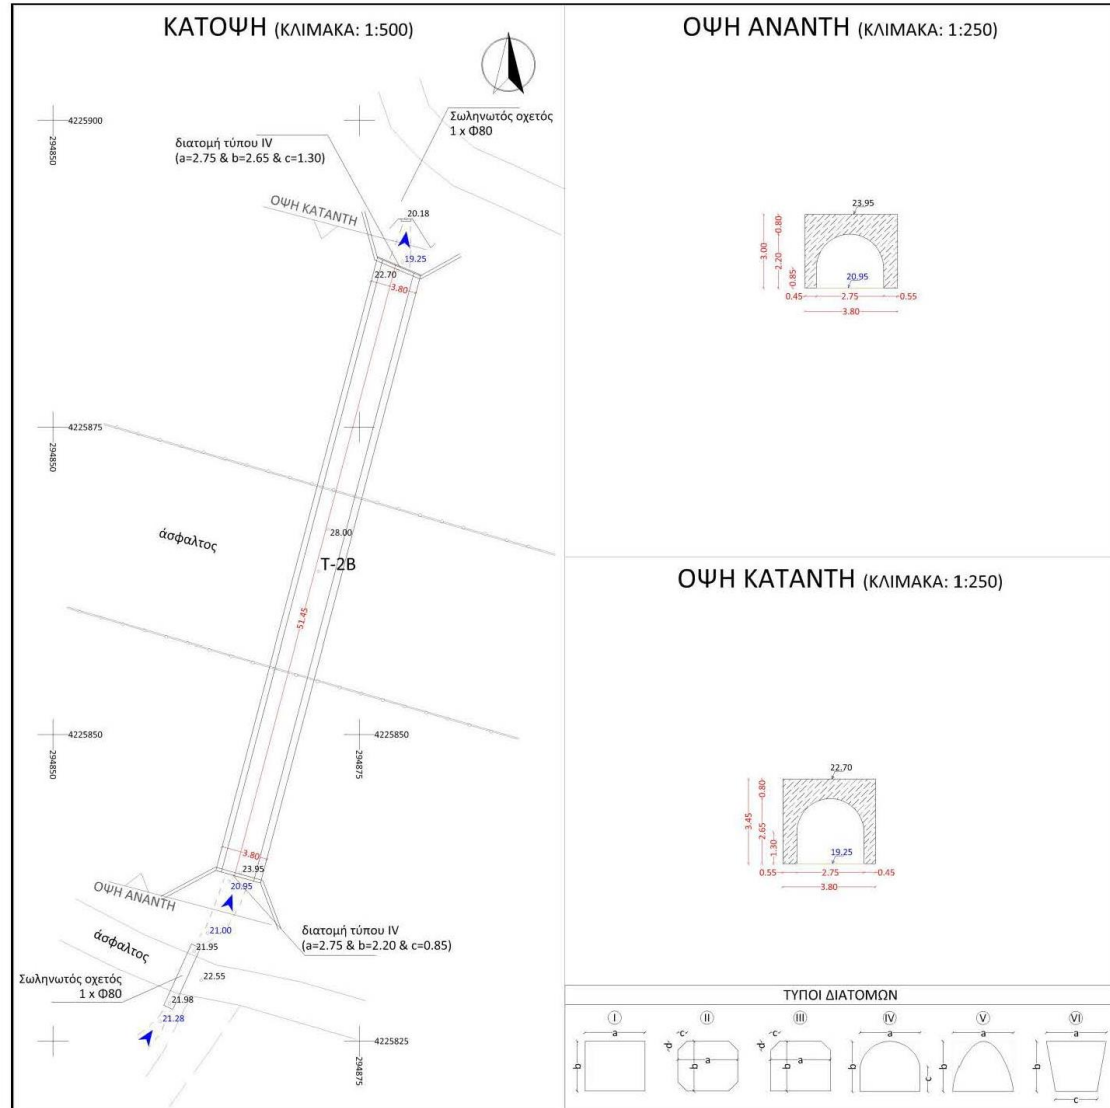 ΚΑΤΟΨΗ (ΚΛΙΜΑΚΑ: 1:500)
4225900
294850
διατομή τύπου IV
(a=2.75 & b=2.65 & c=1.30)
Σωληνωτός οχετός
1 x Φ80
ΟΨΗ ΚΑΤΑΝΤΗ
20.18
19.25
22.70
3.80
4225875
294850
άσφαλτος
28.00
T-2B
51.45
4225850
294850
4225850
294875
3.80
23.95
20.95
ΟΨΗ ΑΝΑΝΤΗ
21.00
διατομή τύπου IV
(a=2.75 & b=2.20 & c=0.85)
άσφαλτος
21.95
22.55
Σωληνωτός οχετός
1 x Φ80
21.98
21.28
4225825
294875
ΟΨΗ ΑΝΑΝΤΗ (ΚΛΙΜΑΚΑ: 1:250)
23.95
3.00
0.80
2.20
0.85
20.95
0.45 2.75 0.55
3.80
ΟΨΗ ΚΑΤΑΝΤΗ (ΚΛΙΜΑΚΑ: 1:250)
22.70
3.45
0.80
2.65
1.30
19.25
0.55 2.75 0.45
3.80
ΤΥΠΟΙ ΔΙΑΤΟΜΩΝ
I II III IV V VI
a c c a a a
d d
b b a b a b c b b
c